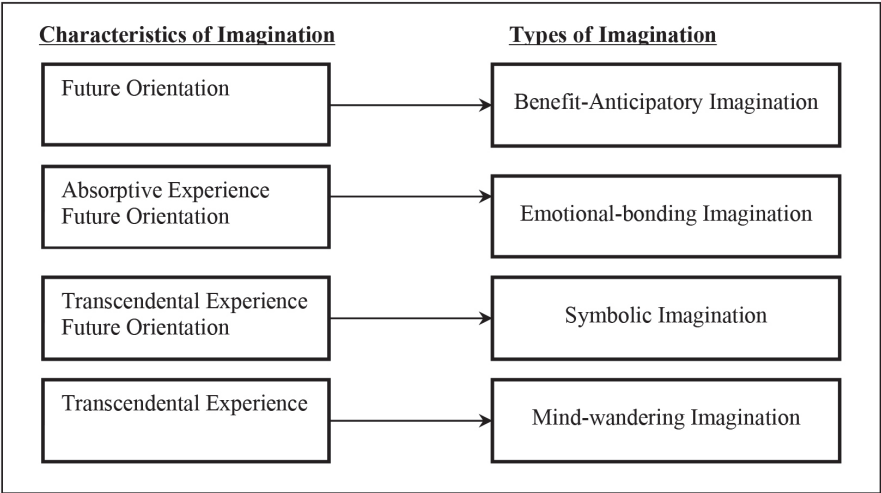 Characteristics of Imagination
Types of Imagination
Future Orientation
Benefit-Anticipatory Imagination
Absorptive Experience
Future Orientation
Emotional-bonding Imagination
Transcendental Experience
Future Orientation
Symbolic Imagination
Transcendental Experience
Mind-wandering Imagination